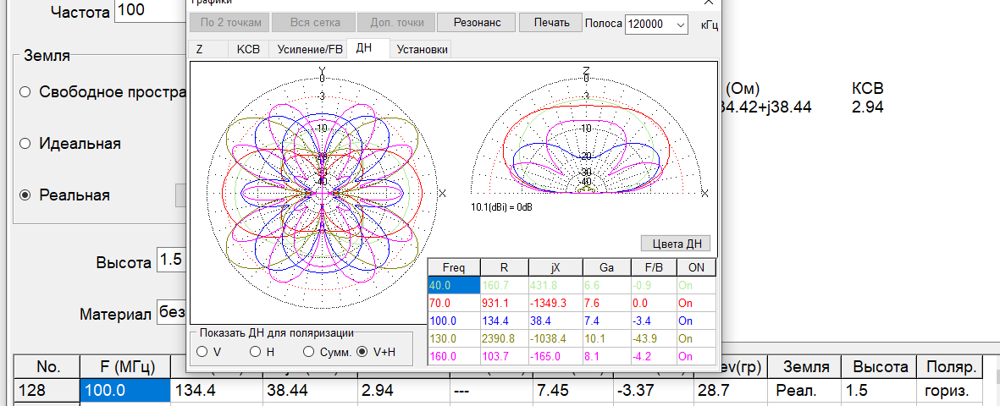 Графики
Частота 100
По 2 точкам Вся сетка Доп. точки Резонанс Печать Полоса 120000 кГц
Z КСВ Усиление/FB ДН Установки
Земля
Свободное простра
Идеальная
Реальная
Высота 1.5
Материал без
Y
0
-3
-10
-20
-30
-40
X
Z
0
-3
-10
-20
-30
-40
X
10.1(dBi) = 0dB
(Ом) КСВ
34.42+j38.44 2.94
Цвета ДН
Freq R jX Ga F/B ON
40.0 160.7 431.8 6.6 -0.9 On
70.0 931.1 -1349.3 7.6 0.0 On
100.0 134.4 38.4 7.4 -3.4 On
130.0 2390.8 -1038.4 10.1 -43.9 On
160.0 103.7 -165.0 8.1 -4.2 On
Показать ДН для поляризации
V H Сумм. V+H
No. F (МГц) ev(гр) Земля Высота Поляр.
128 100.0 134.4 38.44 2.94 --- 7.45 -3.37 28.7 Реал. 1.5 гориз.